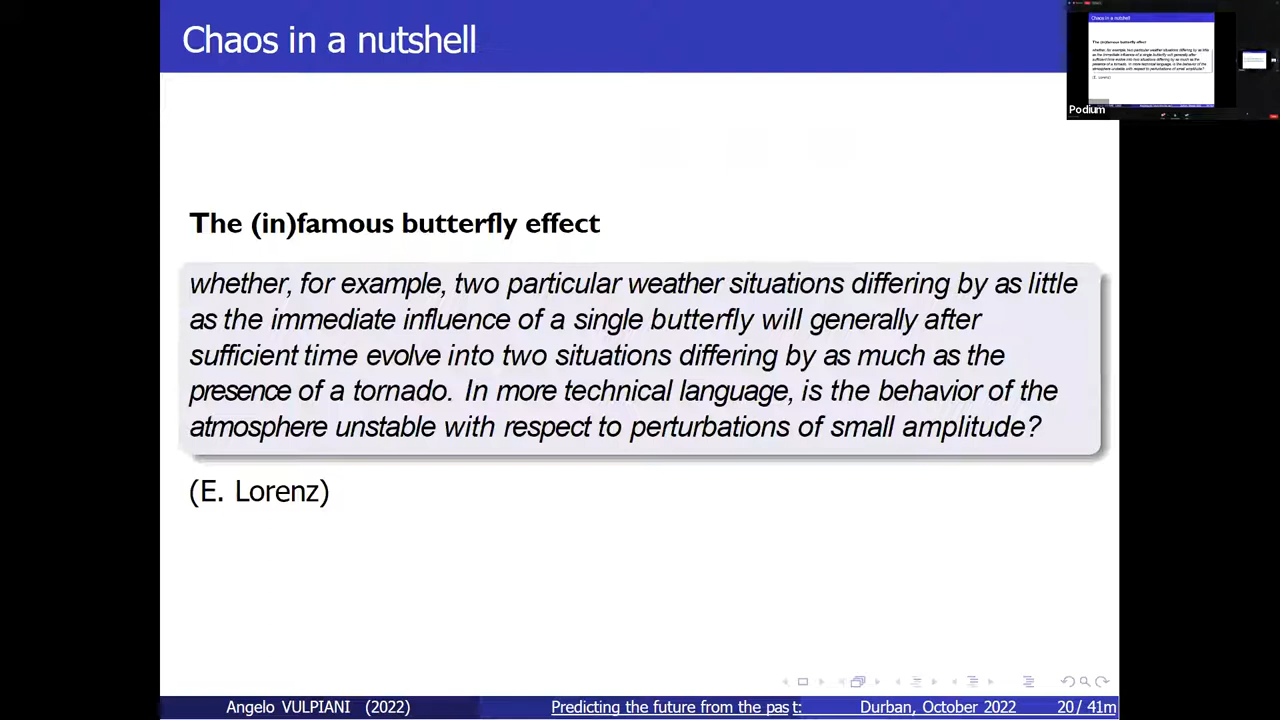 Chaos in a nutshell
Podium
The (in)famous butterfly effect
whether, for example, two particular weather situations differing by as little
as the immediate influence of a single butterfly will generally after
sufficient time evolve into two situations differing by as much as the
presence of a tornado. In more technical language, is the behavior of the
atmosphere unstable with respect to perturbations of small amplitude?
(E. Lorenz)
Angelo VULPIANI (2022) Predicting the future from the past: Durban, October 2022 20 / 41m